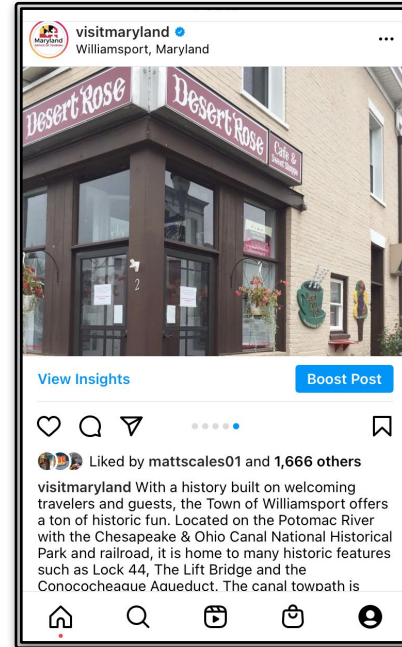 Maryland
visitmaryland
Williamsport, Maryland
Desert Rose
Desert Rose
Cafe &
2
View Insights
Boost Post
Liked by mattscales01 and 1,666 others
visitmaryland With a history built on welcoming
travelers and guests, the Town of Williamsport offers
a ton of historic fun. Located on the Potomac River
with the Chesapeake & Ohio Canal National Historical
Park and railroad, it is home to many historic features
such as Lock 44, The Lift Bridge and the
Conococheague Aqueduct. The canal towpath is